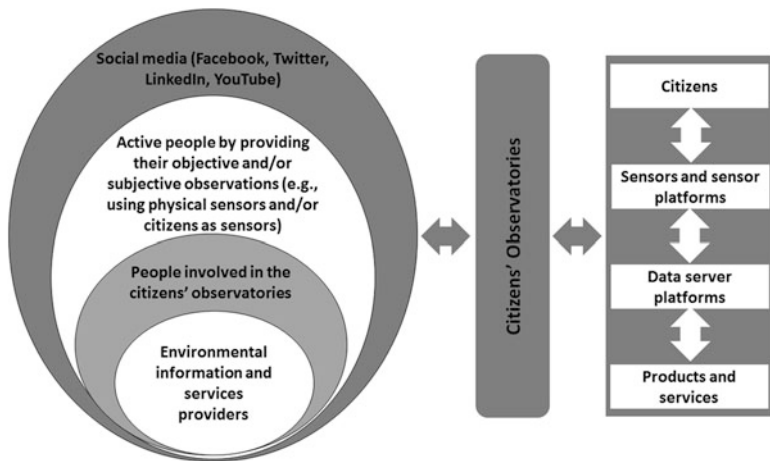 Social media (Facebook, Twitter,
LinkedIn, YouTube)
Active people by providing
their objective and/or
subjective observations (e.g.,
using physical sensors and/or
citizens as sensors)
People involved in the
citizens' observatories
Environmental
information and
services
providers
Citizens' Observatories
Citizens
Sensors and sensor
platforms
Data server
platforms
Products and
services